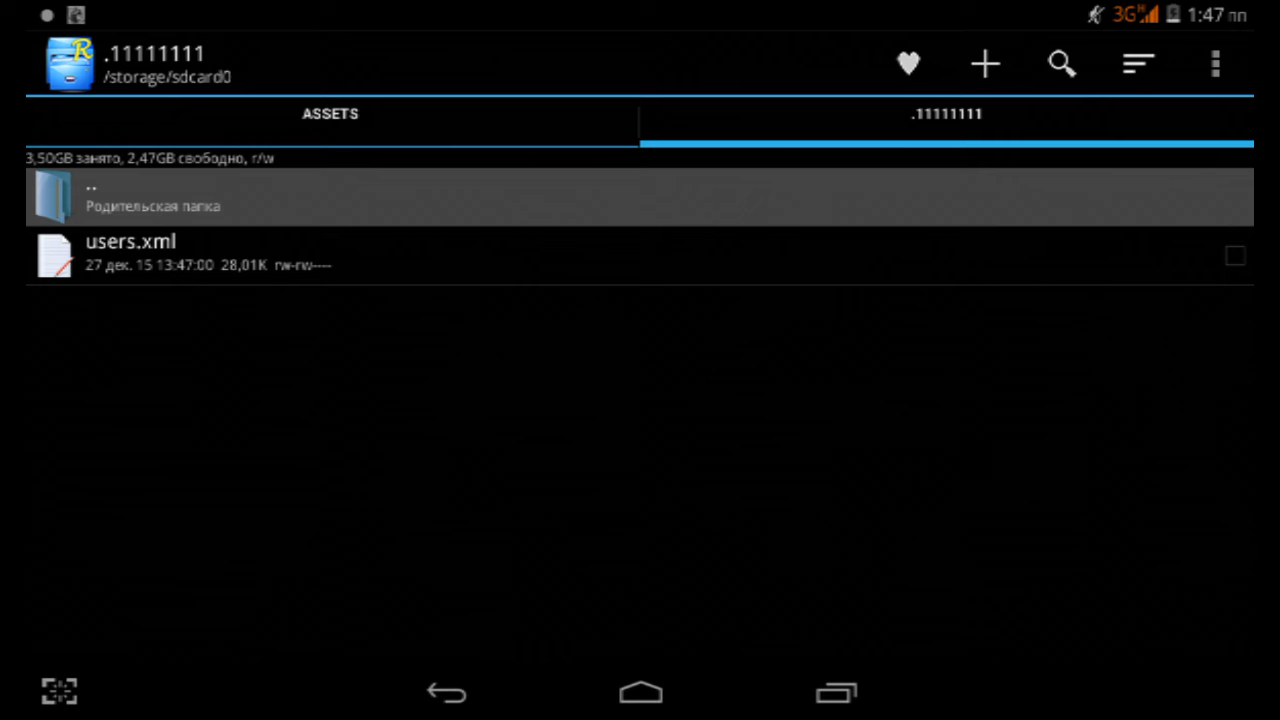 3G H 1:47 пп
.11111111
/storage/sdcard0
ASSETS
.11111111
3,50GB занято, 2,47GB свободно, r/w
..
Родительская папка
users.xml
27 дек. 15 13:47:00 28,01K rw-rw----